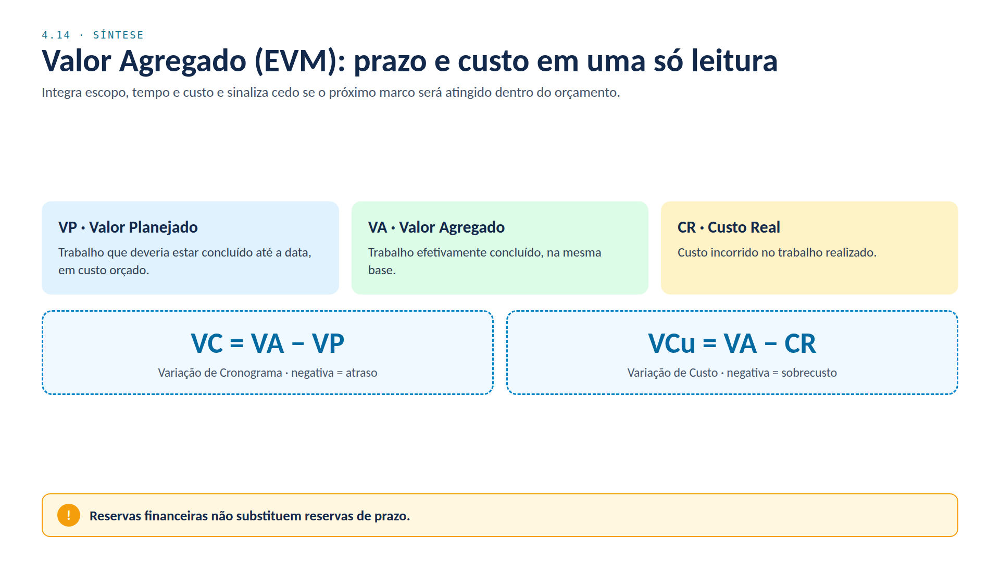 4.14 · SÍNTESE
Valor Agregado (EVM): prazo e custo em uma só leitura
Integra escopo, tempo e custo e sinaliza cedo se o próximo marco será atingido dentro do orçamento.
VP · Valor Planejado
Trabalho que deveria estar concluído até a data,
em custo orçado.
VA · Valor Agregado
Trabalho efetivamente concluído, na mesma
base.
CR · Custo Real
Custo incorrido no trabalho realizado.
VC = VA − VP
Variação de Cronograma · negativa = atraso
VCu = VA − CR
Variação de Custo · negativa = sobrecusto
! Reservas financeiras não substituem reservas de prazo.